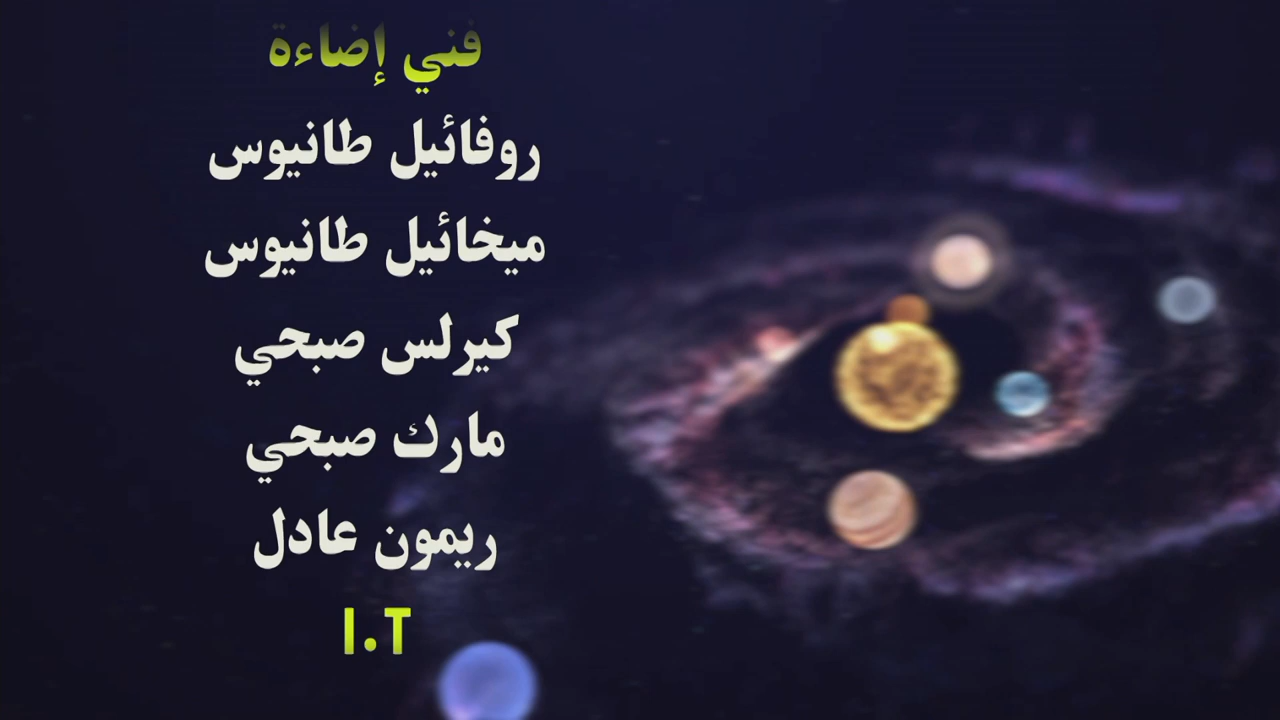 فني إضاءة
روفائيل طانيوس
ميخائيل طانيوس
كيرلس صبحي
مارك صبحي
ريمون عادل
I.T